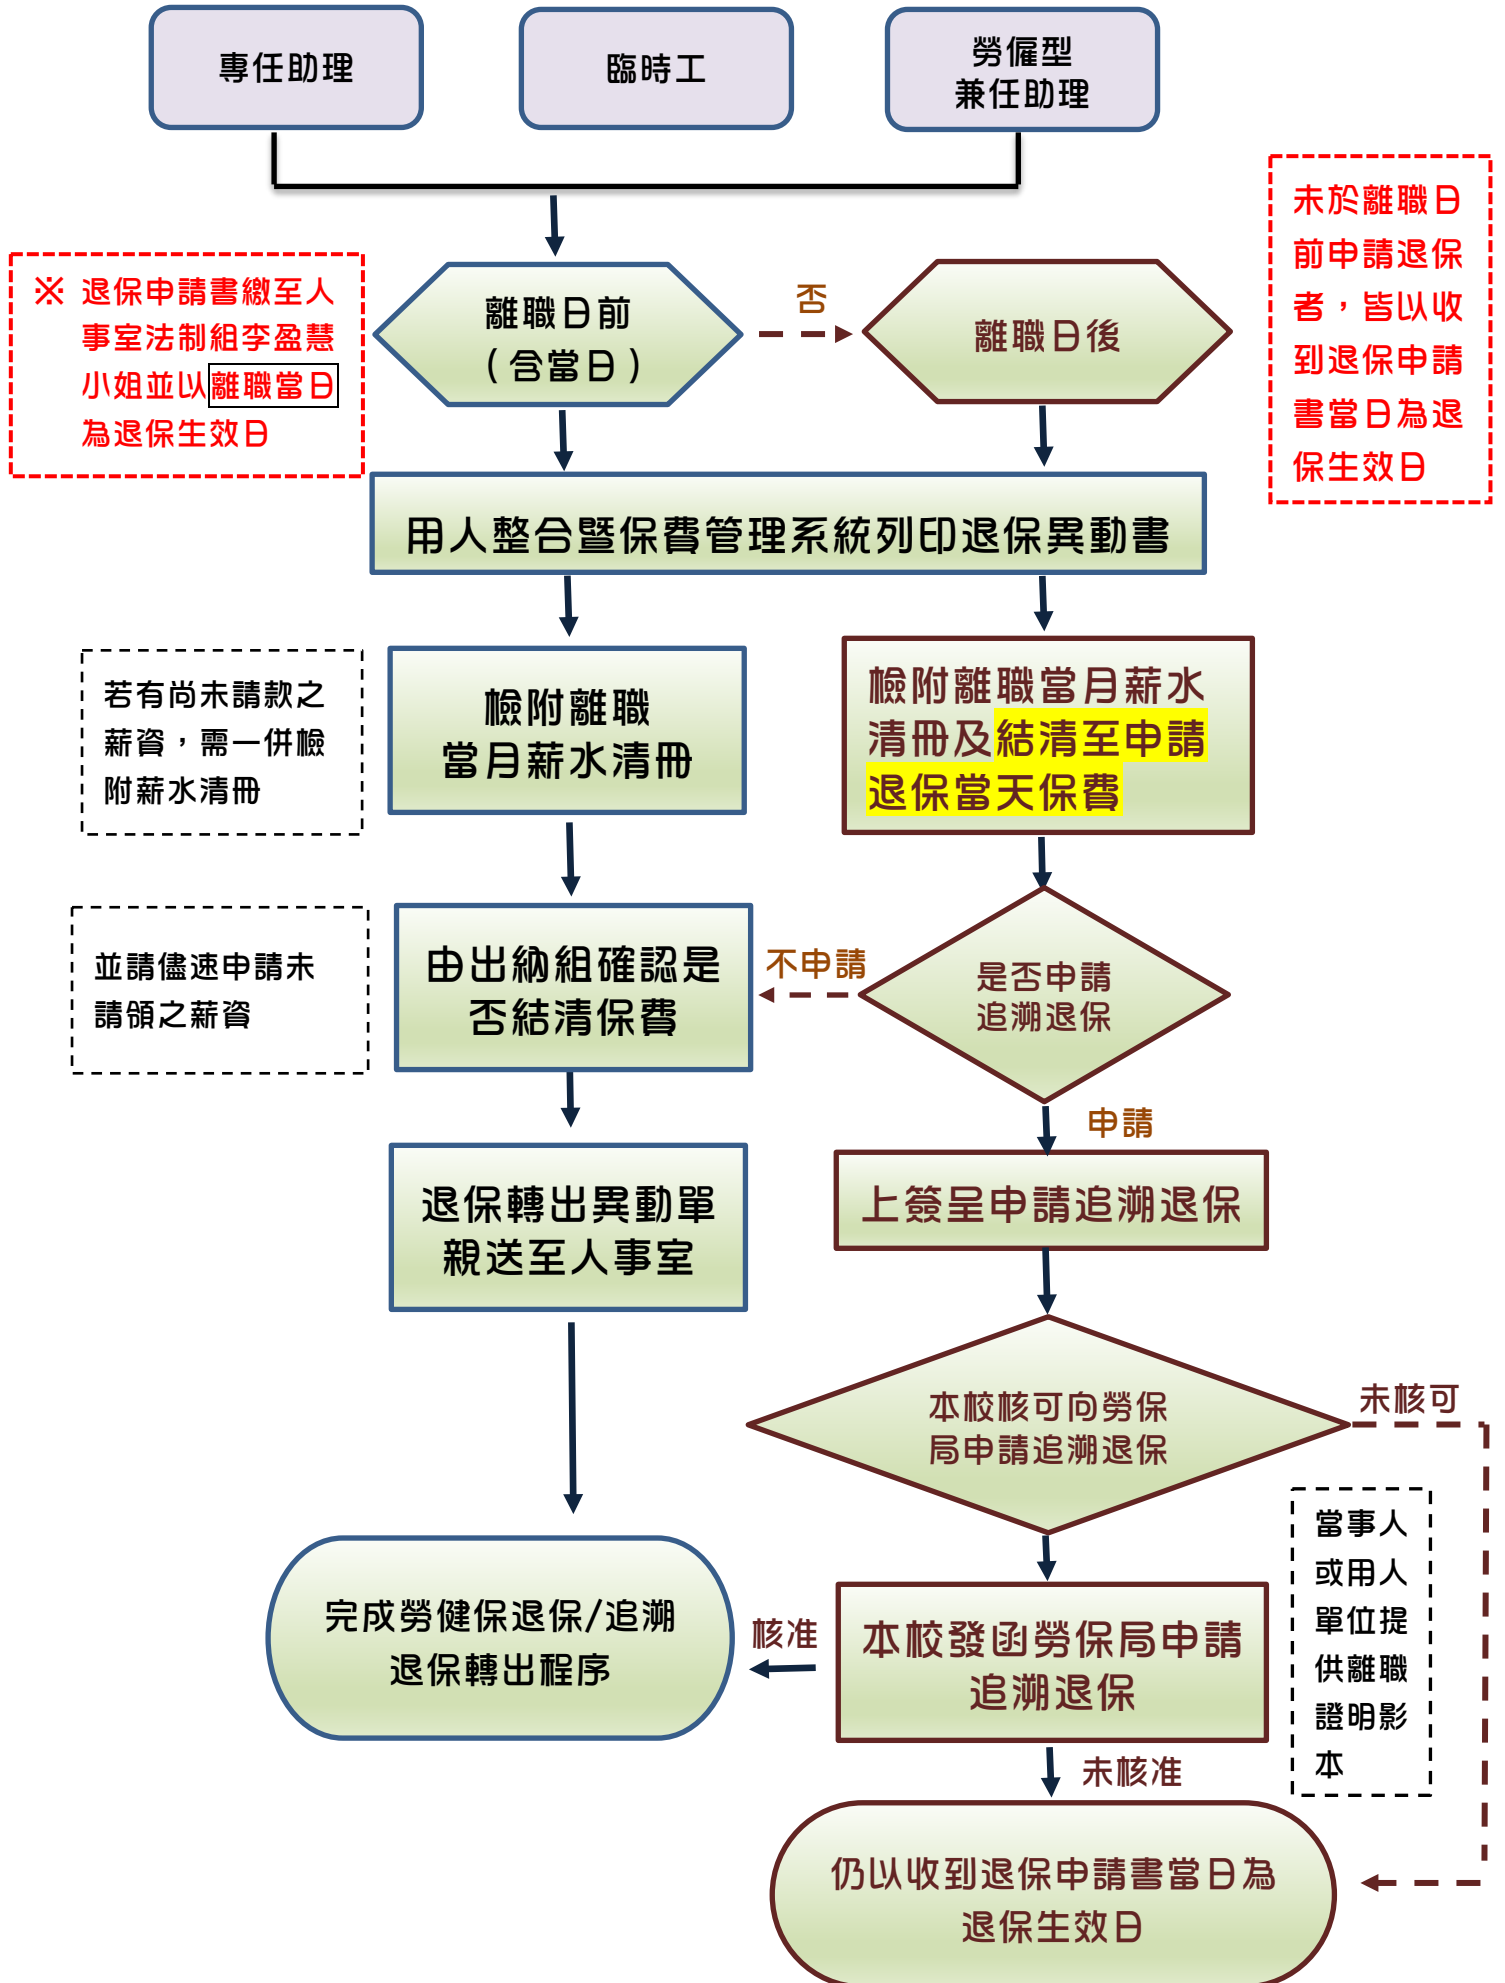 專任助理
臨時工
勞僱型
兼任助理
未於離職日
前申請退保
者，皆以收
到退保申請
書當日為退
保生效日
※ 退保申請書繳至人
事室法制組李盈慧
小姐並以離職當日
為退保生效日
離職日前
（含當日）
否
離職日後
用人整合暨保費管理系統列印退保異動書
若有尚未請款之
薪資，需一併檢
附薪水清冊
檢附離職
當月薪水清冊
檢附離職當月薪水
清冊及結清至申請
退保當天保費
並請儘速申請未
請領之薪資
由出納組確認是
否結清保費
不申請
是否申請
追溯退保
申請
退保轉出異動單
親送至人事室
上簽呈申請追溯退保
本校核可向勞保
局申請追溯退保
未核可
當事人
或用人
單位提
供離職
證明影
本
完成勞健保退保/追溯
退保轉出程序
核准
本校發函勞保局申請
追溯退保
未核准
仍以收到退保申請書當日為
退保生效日